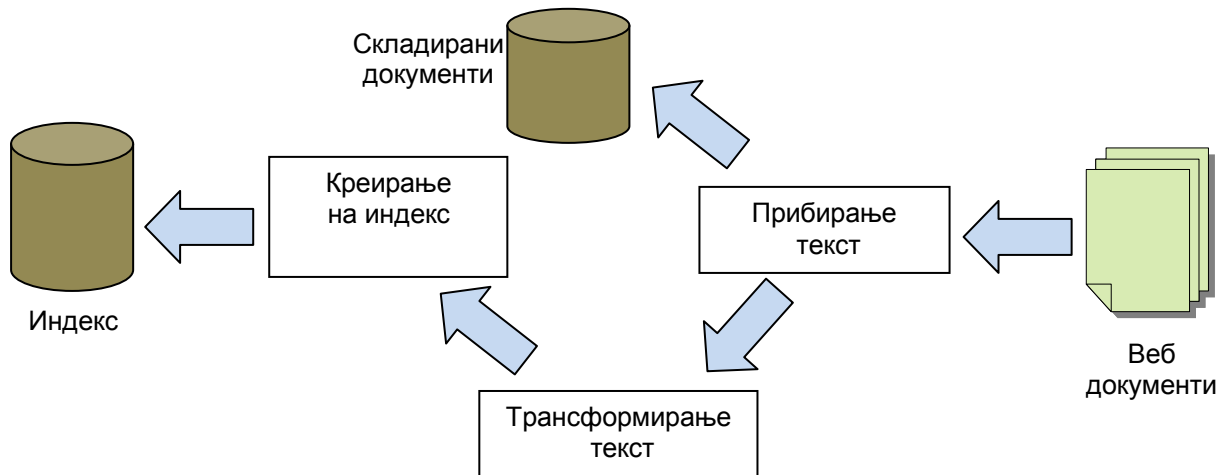 Складирани
документи
Креирање
на индекс
Прибирање
текст
Индекс
Веб
документи
Трансформирање
текст